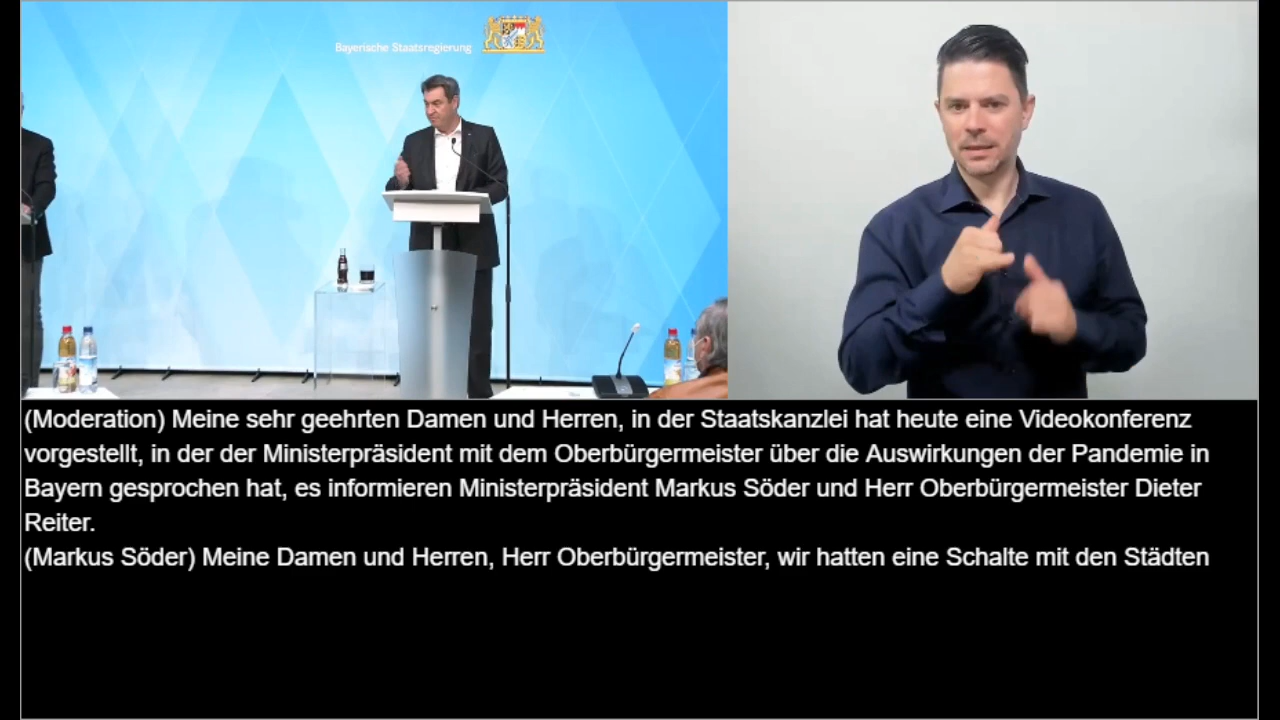 Bayerische Staatsregierung
(Moderation) Meine sehr geehrten Damen und Herren, in der Staatskanzlei hat heute eine Videokonferenz
vorgestellt, in der der Ministerpräsident mit dem Oberbürgermeister über die Auswirkungen der Pandemie in
Bayern gesprochen hat, es informieren Ministerpräsident Markus Söder und Herr Oberbürgermeister Dieter
Reiter.
(Markus Söder) Meine Damen und Herren, Herr Oberbürgermeister, wir hatten eine Schalte mit den Städten